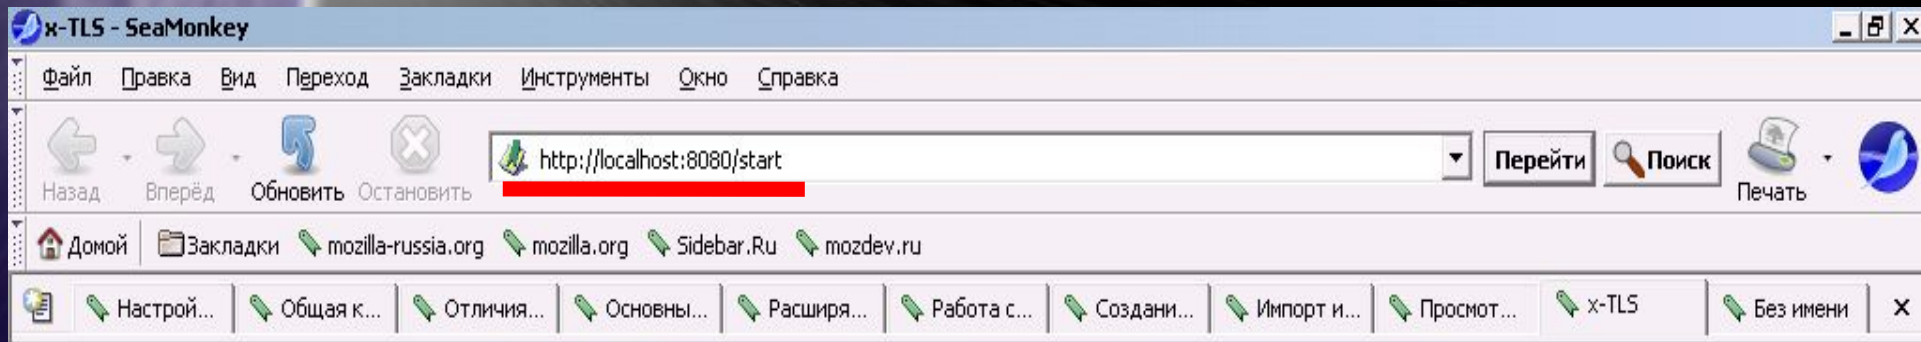 x-TLS - SeaMonkey
Файл Правка Вид Переход Закладки Инструменты Окно Справка
http://localhost:8080/start Перейти Поиск
Назад Вперёд Обновить Остановить Печать
Домой Закладки mozilla-russia.org mozilla.org Sidebar.Ru mozdev.ru
Настрой... Общая к... Отличия... Основны... Расширя... Работа с... Создани... Импорт и... Просмот... x-TLS Без имени